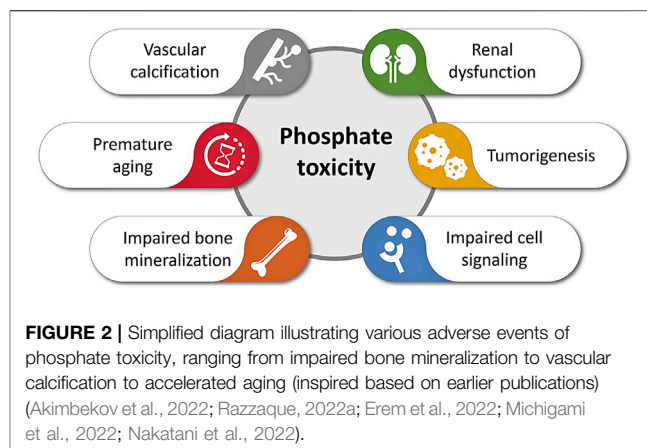 Vascular
calcification
Renal
dysfunction
Premature
aging
Phosphate
toxicity
Tumorigenesis
Impaired bone
mineralization
Impaired cell
signaling
FIGURE 2 | Simplified diagram illustrating various adverse events of
phosphate toxicity, ranging from impaired bone mineralization to vascular
calcification to accelerated aging (inspired based on earlier publications)
(Akimbekov et al., 2022; Razzaque, 2022a; Erem et al., 2022; Michigami
et al., 2022; Nakatani et al., 2022).